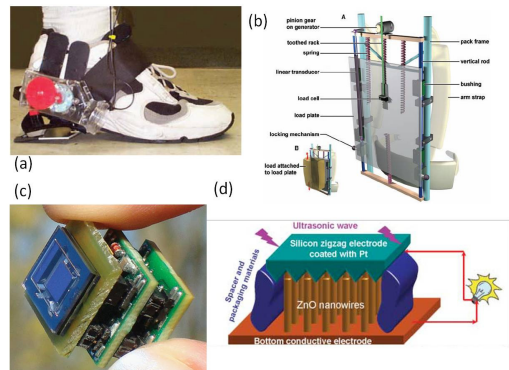 (a)
(b)
A
pinion gear
on generator
toothed rack
spring
linear transducer
load cell
load plate
locking mechanism
B
load attached
to load plate
pack frame
vertical rod
bushing
arm strap
(c)
(d)
Ultrasonic wave
Silicon zigzag electrode
coated with Pt
Spacer and
packaging materials
ZnO nanowires
Bottom conductive electrode